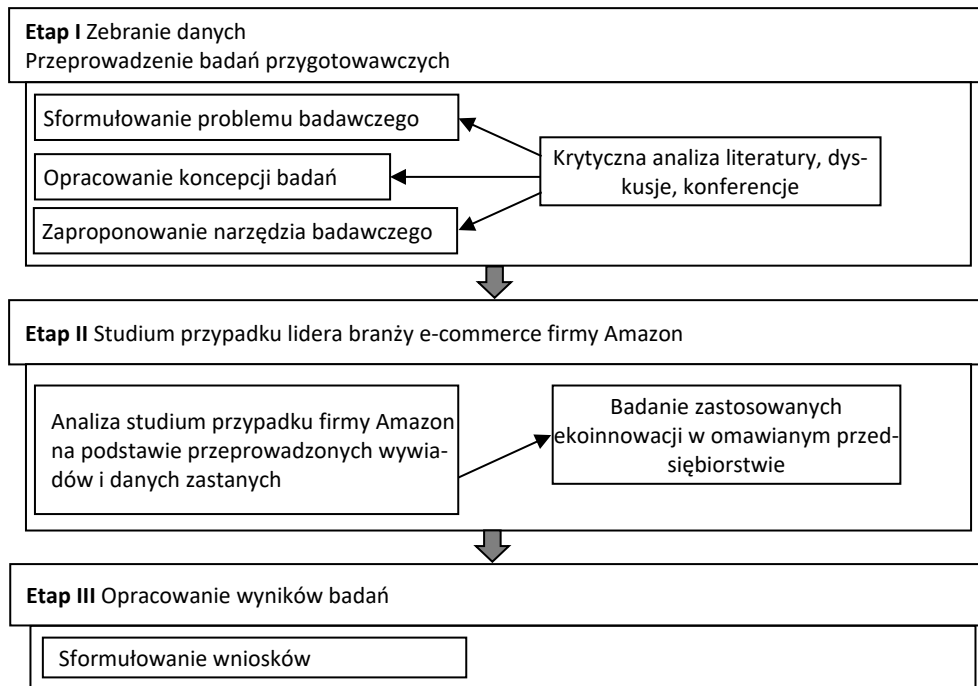 Etap I Zebranie danych
Przeprowadzenie badań przygotowawczych
Sformułowanie problemu badawczego
Opracowanie koncepcji badań
Zaproponowanie narzędzia badawczego
Krytyczna analiza literatury, dys-
kusje, konferencje
Etap II Studium przypadku lidera branży e-commerce firmy Amazon
Analiza studium przypadku firmy Amazon
na podstawie przeprowadzonych wywia-
dów i danych zastanych
Badanie zastosowanych
ekoinnowacji w omawianym przed-
siębiorstwie
Etap III Opracowanie wyników badań
Sformułowanie wniosków